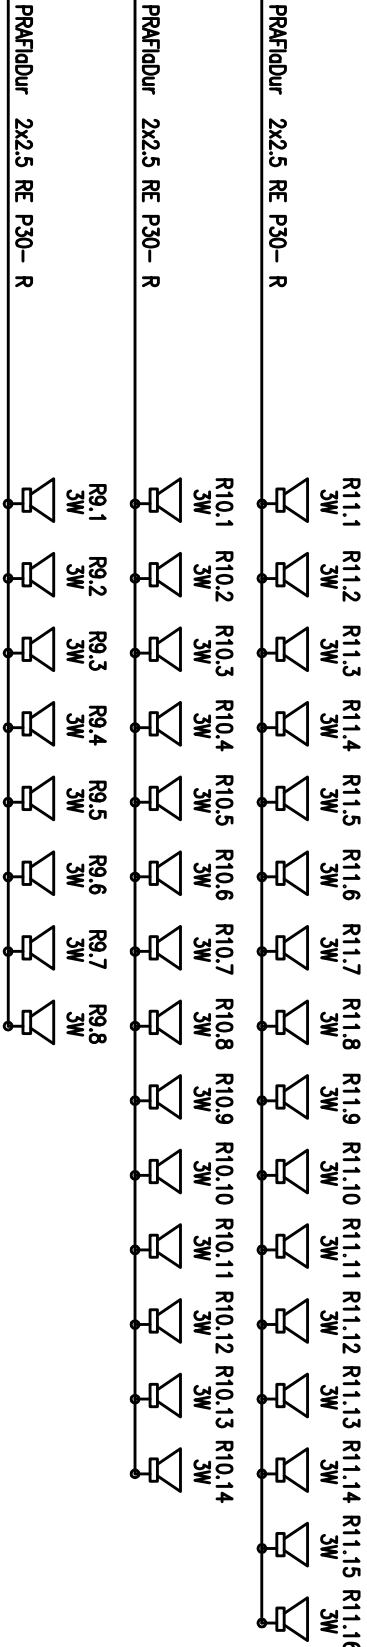 PRAFlaDur 2x2.5 RE P30- R
R11.1 R11.2 R11.3 R11.4 R11.5 R11.6 R11.7 R11.8 R11.9 R11.10 R11.11 R11.12 R11.13 R11.14 R11.15 R11.16
3W 3W 3W 3W 3W 3W 3W 3W 3W 3W 3W 3W 3W 3W 3W 3W
PRAFlaDur 2x2.5 RE P30- R
R10.1 R10.2 R10.3 R10.4 R10.5 R10.6 R10.7 R10.8 R10.9 R10.10 R10.11 R10.12 R10.13 R10.14
3W 3W 3W 3W 3W 3W 3W 3W 3W 3W 3W 3W 3W 3W
PRAFlaDur 2x2.5 RE P30- R
R9.1 R9.2 R9.3 R9.4 R9.5 R9.6 R9.7 R9.8
3W 3W 3W 3W 3W 3W 3W 3W